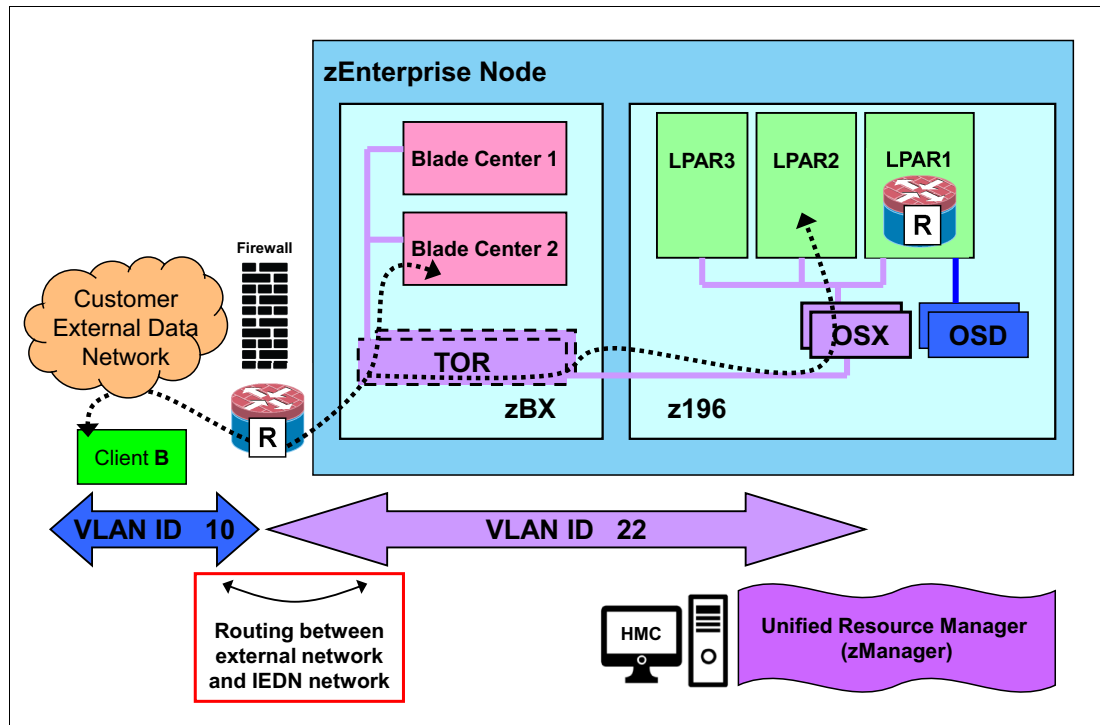 zEnterprise Node
Blade Center 1
Blade Center 2
TOR
zBX
LPAR3
LPAR2
LPAR1
R
OSX
OSD
z196
Firewall
Customer
External Data
Network
R
Client B
VLAN ID 10
VLAN ID 22
Routing between
external network
and IEDN network
HMC
Unified Resource Manager
(zManager)